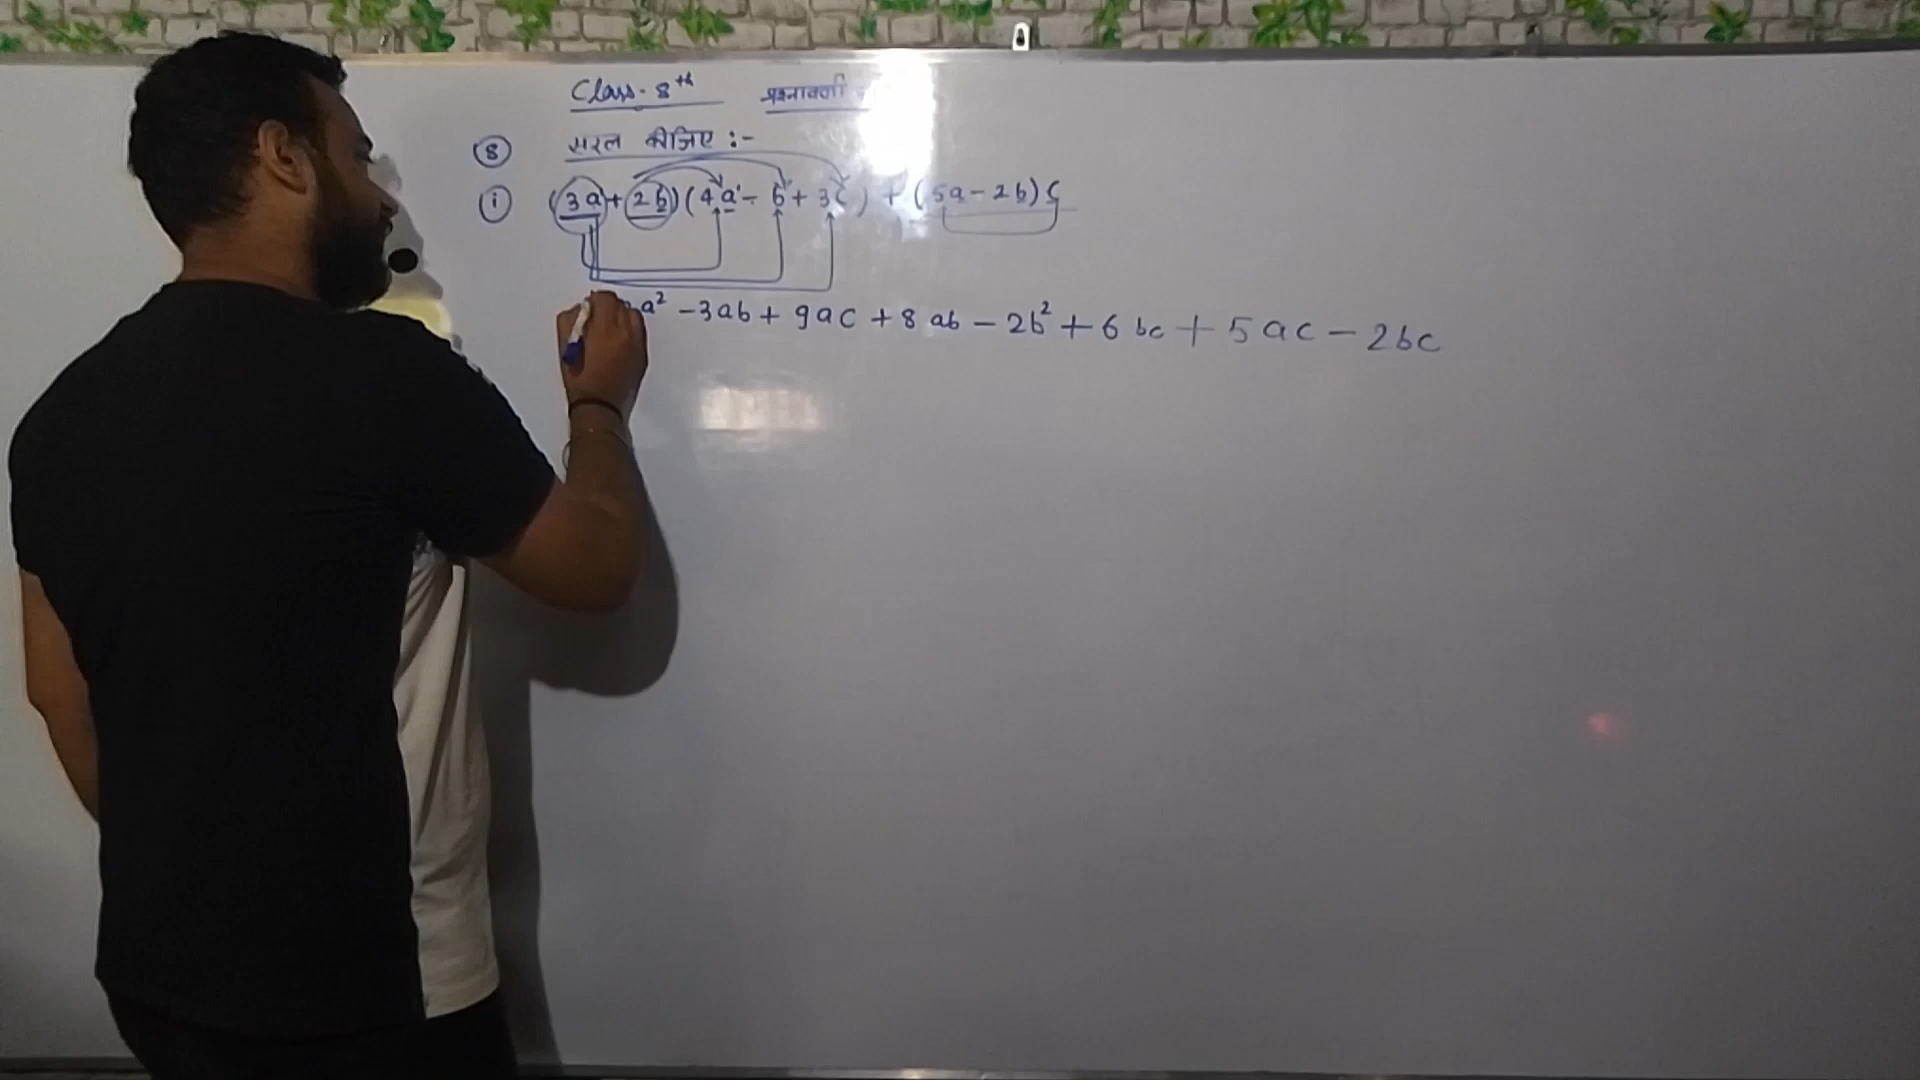 Class. 8th प्रश्नावली
8 सरल कीजिए :-
i (3a + 2b)(4a - b + 3c) + (5a - 2b)c
a² - 3ab + 9ac + 8ab - 2b² + 6bc + 5ac - 2bc